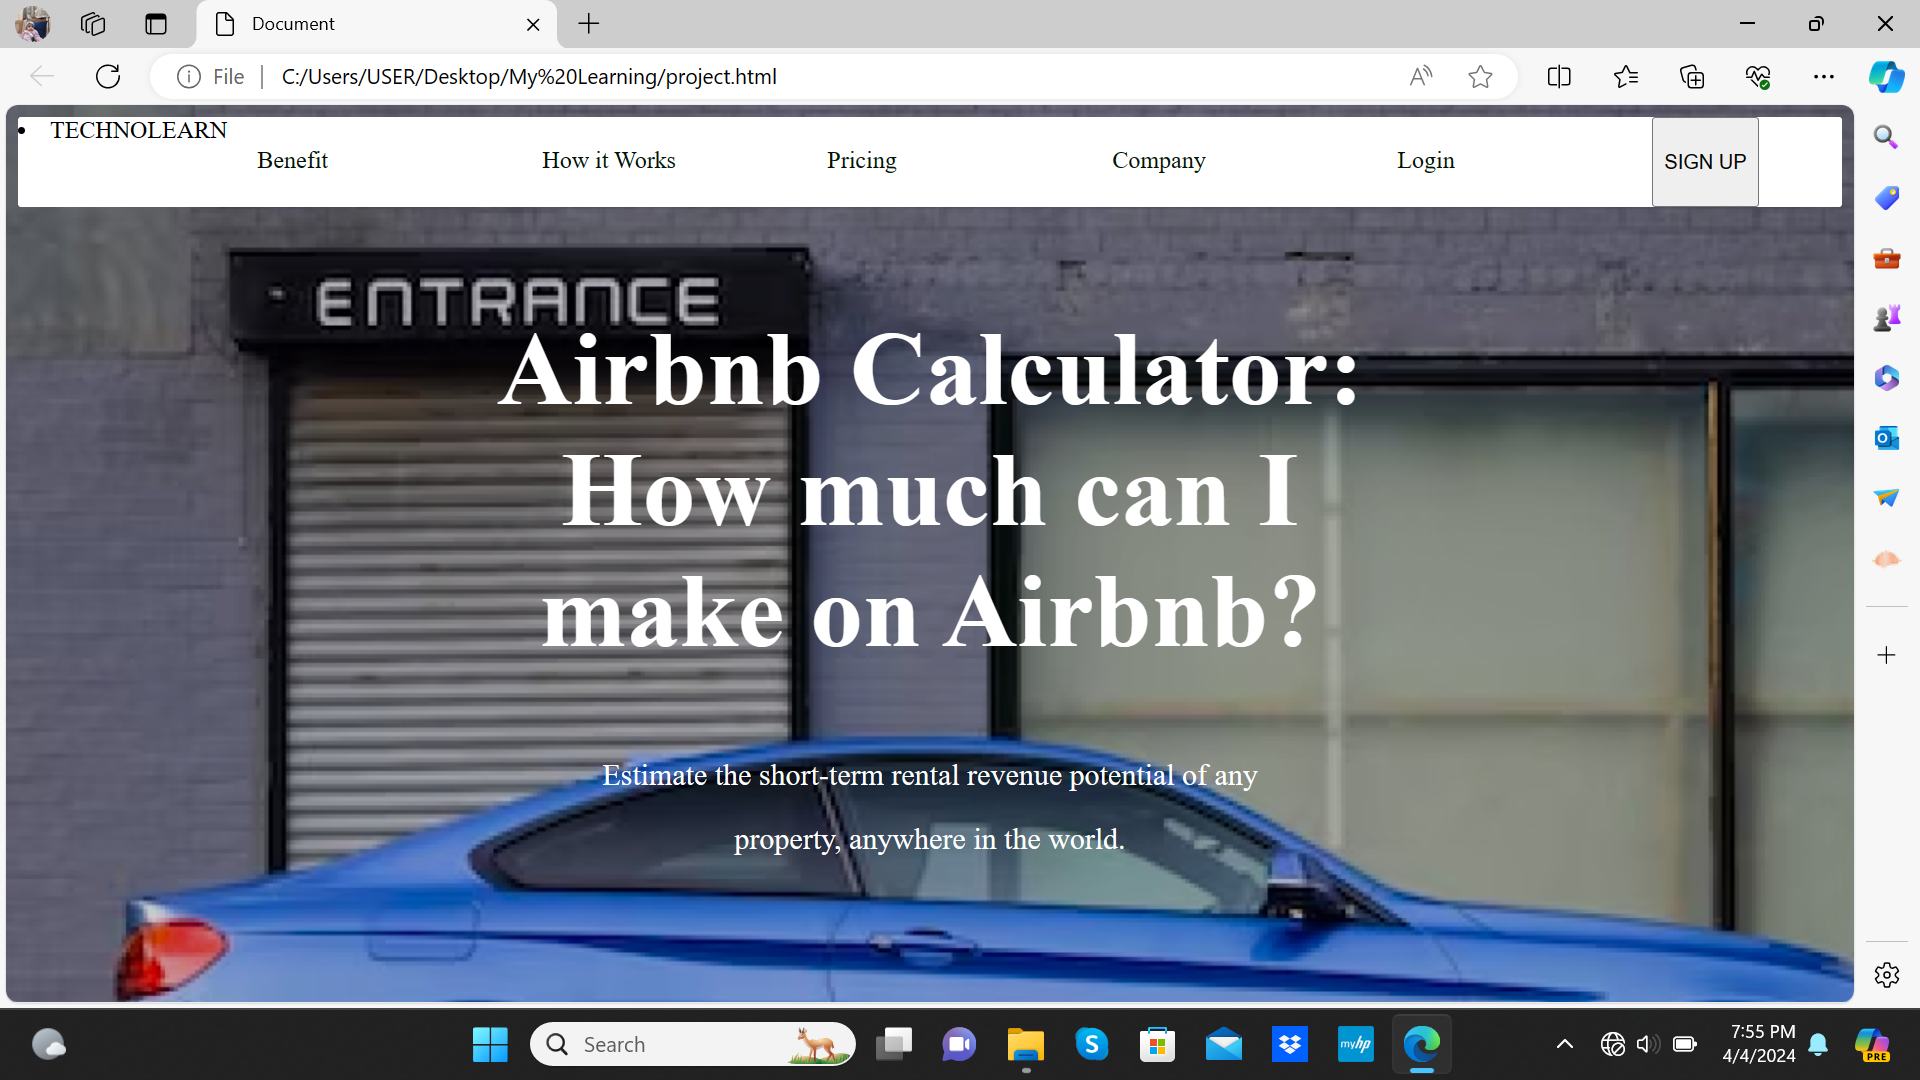 Document
File
C:/Users/USER/Desktop/My%20Learning/project.html
TECHNOLEARN
Benefit
How it Works
Pricing
Company
Login
SIGN UP
ENTRANCE
Airbnb Calculator:
How much can I
make on Airbnb?
Estimate the short-term rental revenue potential of any
property, anywhere in the world.
Search
S
myhp
7:55 PM
4/4/2024
PRE